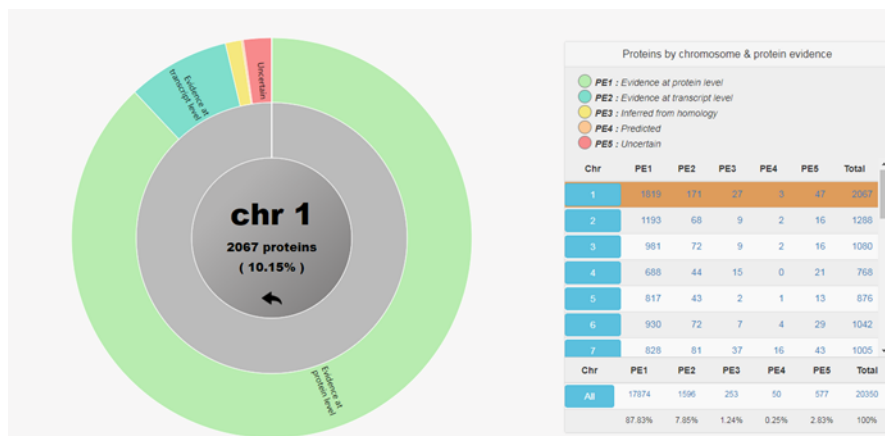 Evidence at
transcript level
Uncertain
chr 1
2067 proteins
( 10.15% )
Evidence at
protein level
Proteins by chromosome & protein evidence
PE1 : Evidence at protein level
PE2 : Evidence at transcript level
PE3 : Inferred from homology
PE4 : Predicted
PE5 : Uncertain
Chr PE1 PE2 PE3 PE4 PE5 Total
1 1819 171 27 3 47 2067
2 1193 68 9 2 16 1288
3 981 72 9 2 16 1080
4 688 44 15 0 21 768
5 817 43 2 1 13 876
6 930 72 7 4 29 1042
7 828 81 37 16 43 1005
Chr PE1 PE2 PE3 PE4 PE5 Total
All 17874 1596 253 50 577 20350
87.83% 7.85% 1.24% 0.25% 2.83% 100%